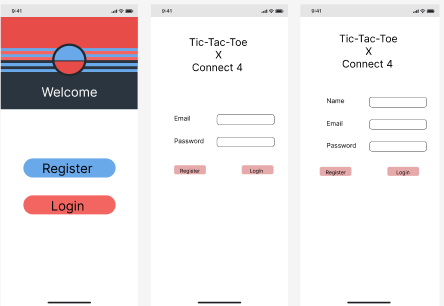 9:41
Welcome
Register
Login
9:41
Tic-Tac-Toe
X
Connect 4
Email
Password
Register
Login
9:41
Tic-Tac-Toe
X
Connect 4
Name
Email
Password
Register
Login